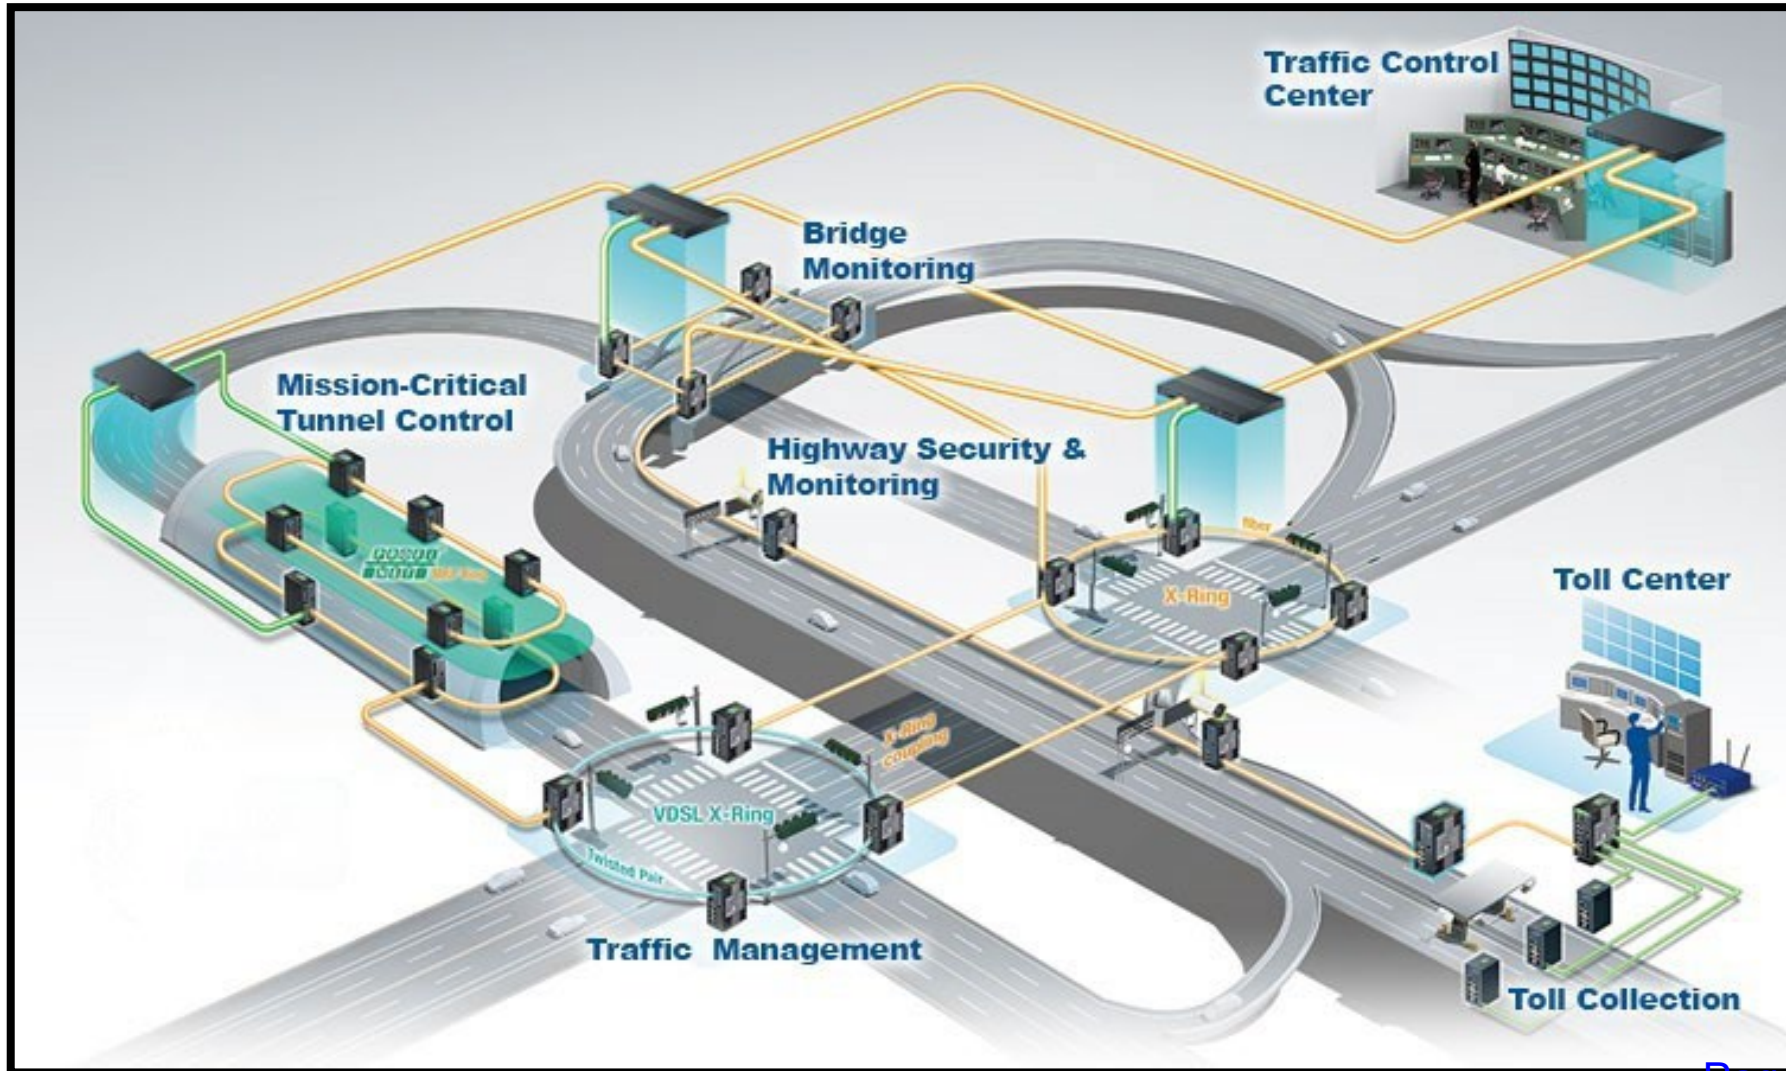 Traffic Control
Center
Bridge
Monitoring
Mission-Critical
Tunnel Control
Highway Security &
Monitoring
fiber
X-Ring
Toll Center
X-Ring
coupling
VDSL X-Ring
Twisted Pair
Traffic Management
Toll Collection